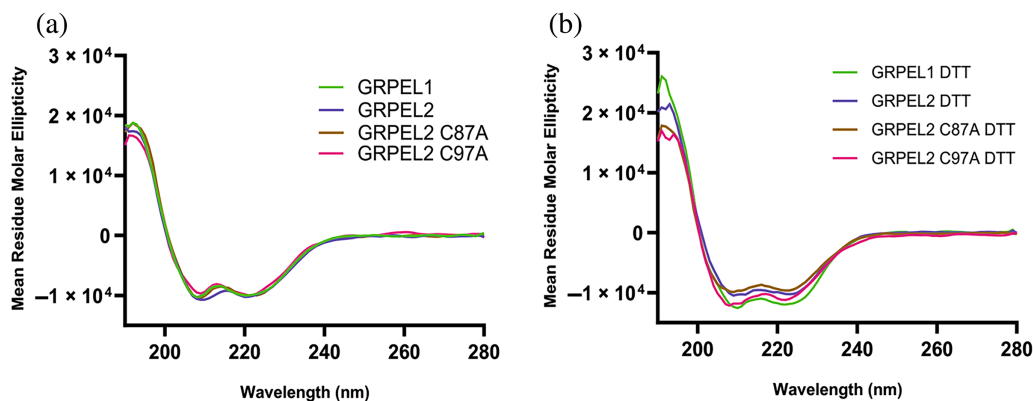 (a)
Mean Residue Molar Ellipticity
3 × 10⁴
2 × 10⁴
1 × 10⁴
0
—1 × 10⁴
200
220
240
260
280
Wavelength (nm)
GRPEL1
GRPEL2
GRPEL2 C87A
GRPEL2 C97A
(b)
Mean Residue Molar Ellipticity
3 × 10⁴
2 × 10⁴
1 × 10⁴
0
—1 × 10⁴
200
220
240
260
280
Wavelength (nm)
GRPEL1 DTT
GRPEL2 DTT
GRPEL2 C87A DTT
GRPEL2 C97A DTT